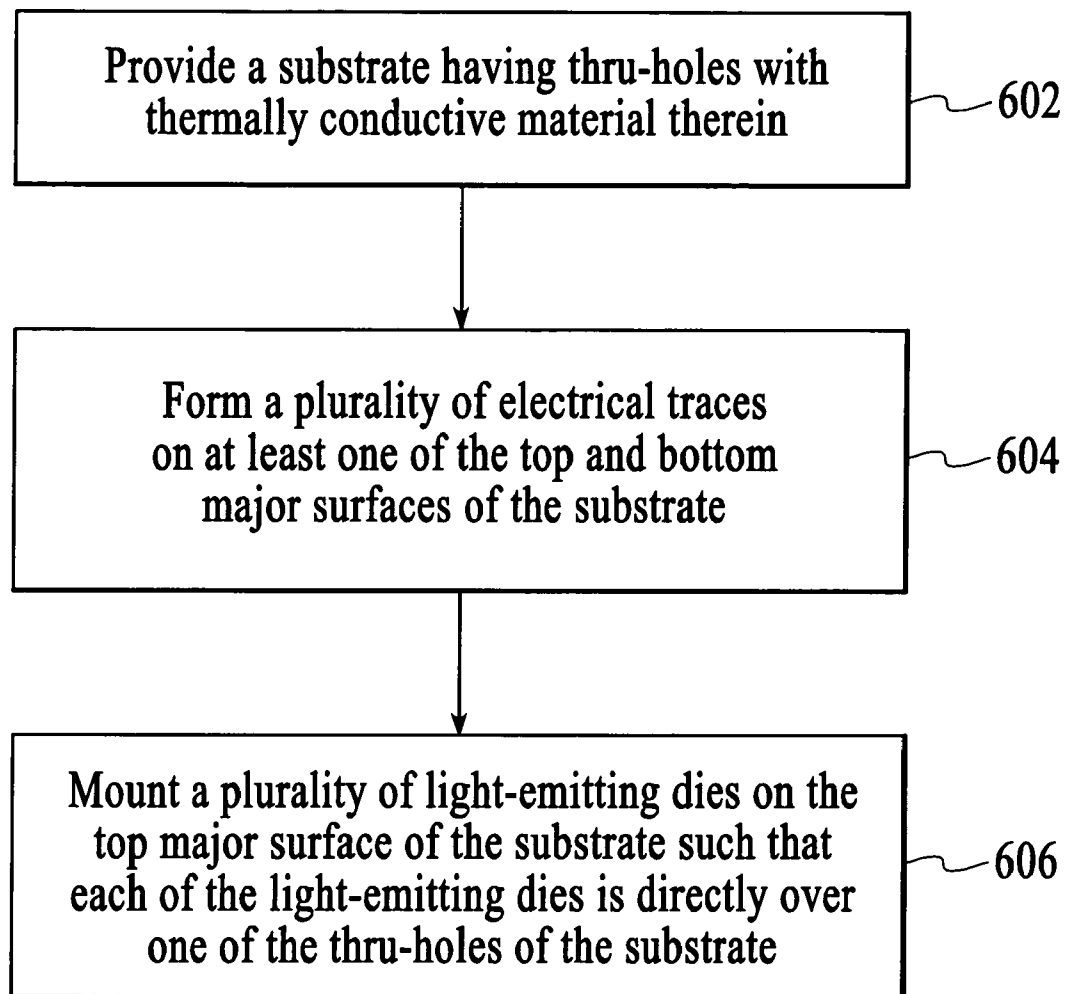 Provide a substrate having thru-holes with
thermally conductive material therein
602
Form a plurality of electrical traces
on at least one of the top and bottom
major surfaces of the substrate
604
Mount a plurality of light-emitting dies on the
top major surface of the substrate such that
each of the light-emitting dies is directly over
one of the thru-holes of the substrate
606